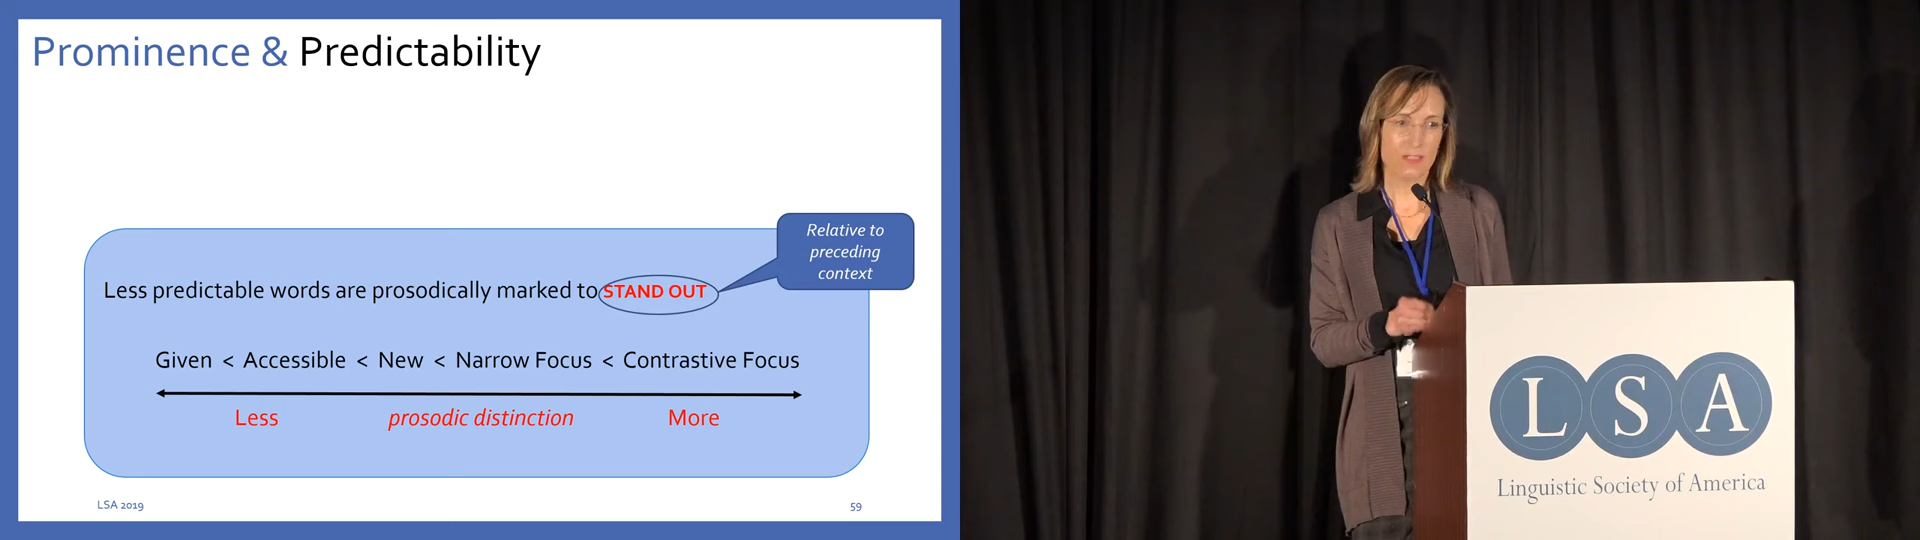 Prominence & Predictability
Relative to
preceding
context
Less predictable words are prosodically marked to STAND OUT
Given < Accessible < New < Narrow Focus < Contrastive Focus
Less prosodic distinction More
LSA 2019
59
LSA
Linguistic Society of America